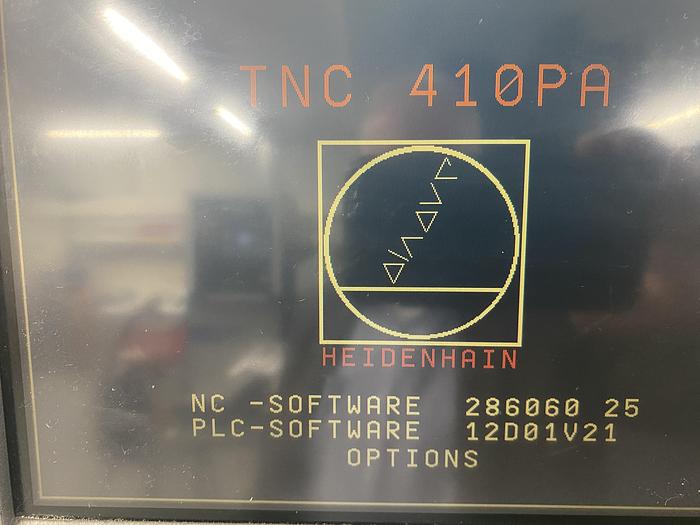 TNC 410PA
HEIDENHAIN
NC -SOFTWARE 286060 25
PLC-SOFTWARE 12D01V21
OPTIONS